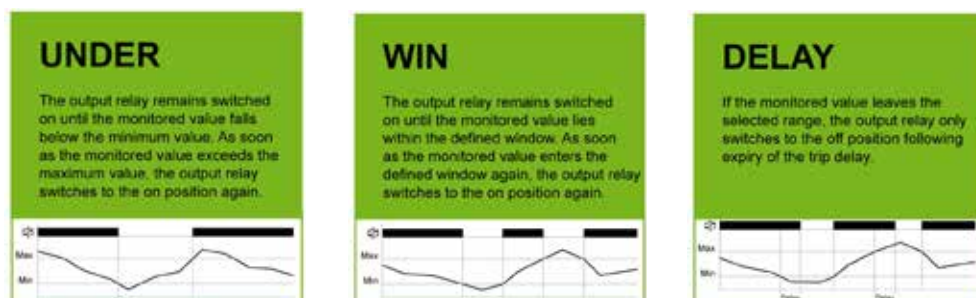 UNDER
The output relay remains switched
on until the monitored value falls
below the minimum value. As soon
as the monitored value exceeds the
maximum value, the output relay
switches to the on position again.
Max
Min
WIN
The output relay remains switched
on until the monitored value lies
within the defined window. As soon
as the monitored value enters the
defined window again, the output relay
switches to the on position again.
Max
Min
DELAY
If the monitored value leaves the
selected range, the output relay only
switches to the off position following
expiry of the trip delay.
Max
Min